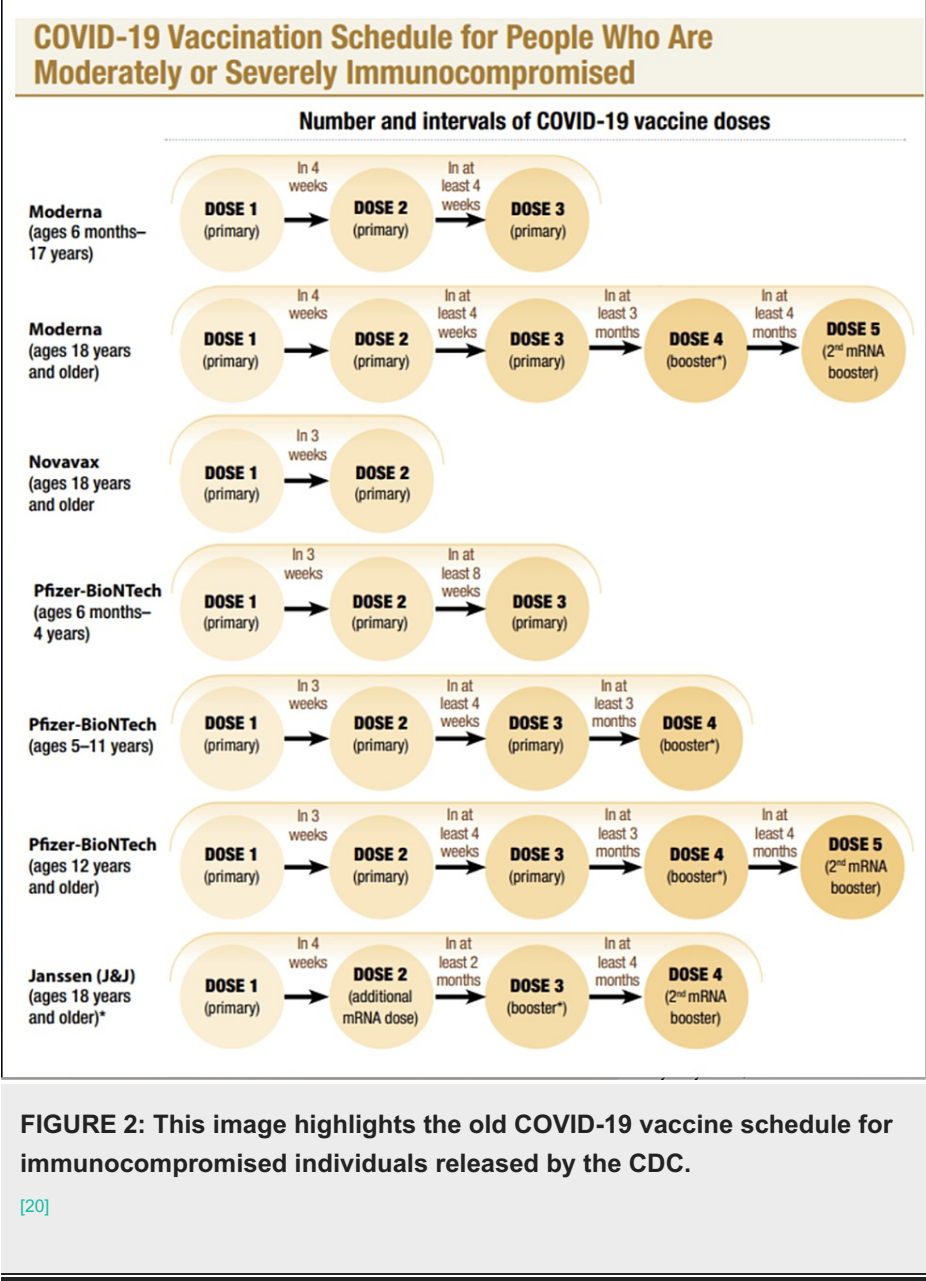 COVID-19 Vaccination Schedule for People Who Are
Moderately or Severely Immunocompromised
Number and intervals of COVID-19 vaccine doses
Moderna
(ages 6 months–
17 years)
DOSE 1
(primary)
In 4
weeks
DOSE 2
(primary)
In at
least 4
weeks
DOSE 3
(primary)
Moderna
(ages 18 years
and older)
DOSE 1
(primary)
In 4
weeks
DOSE 2
(primary)
In at
least 4
weeks
DOSE 3
(primary)
In at
least 3
months
DOSE 4
(booster*)
In at
least 4
months
DOSE 5
(2nd mRNA
booster)
Novavax
(ages 18 years
and older
DOSE 1
(primary)
In 3
weeks
DOSE 2
(primary)
Pfizer-BioNTech
(ages 6 months–
4 years)
DOSE 1
(primary)
In 3
weeks
DOSE 2
(primary)
In at
least 8
weeks
DOSE 3
(primary)
Pfizer-BioNTech
(ages 5–11 years)
DOSE 1
(primary)
In 3
weeks
DOSE 2
(primary)
In at
least 4
weeks
DOSE 3
(primary)
In at
least 3
months
DOSE 4
(booster*)
Pfizer-BioNTech
(ages 12 years
and older)
DOSE 1
(primary)
In 3
weeks
DOSE 2
(primary)
In at
least 4
weeks
DOSE 3
(primary)
In at
least 3
months
DOSE 4
(booster*)
In at
least 4
months
DOSE 5
(2nd mRNA
booster)
Janssen (J&J)
(ages 18 years
and older)*
DOSE 1
(primary)
In 4
weeks
DOSE 2
(additional
mRNA dose)
In at
least 2
months
DOSE 3
(booster*)
In at
least 4
months
DOSE 4
(2nd mRNA
booster)
FIGURE 2: This image highlights the old COVID-19 vaccine schedule for
immunocompromised individuals released by the CDC.
[20]